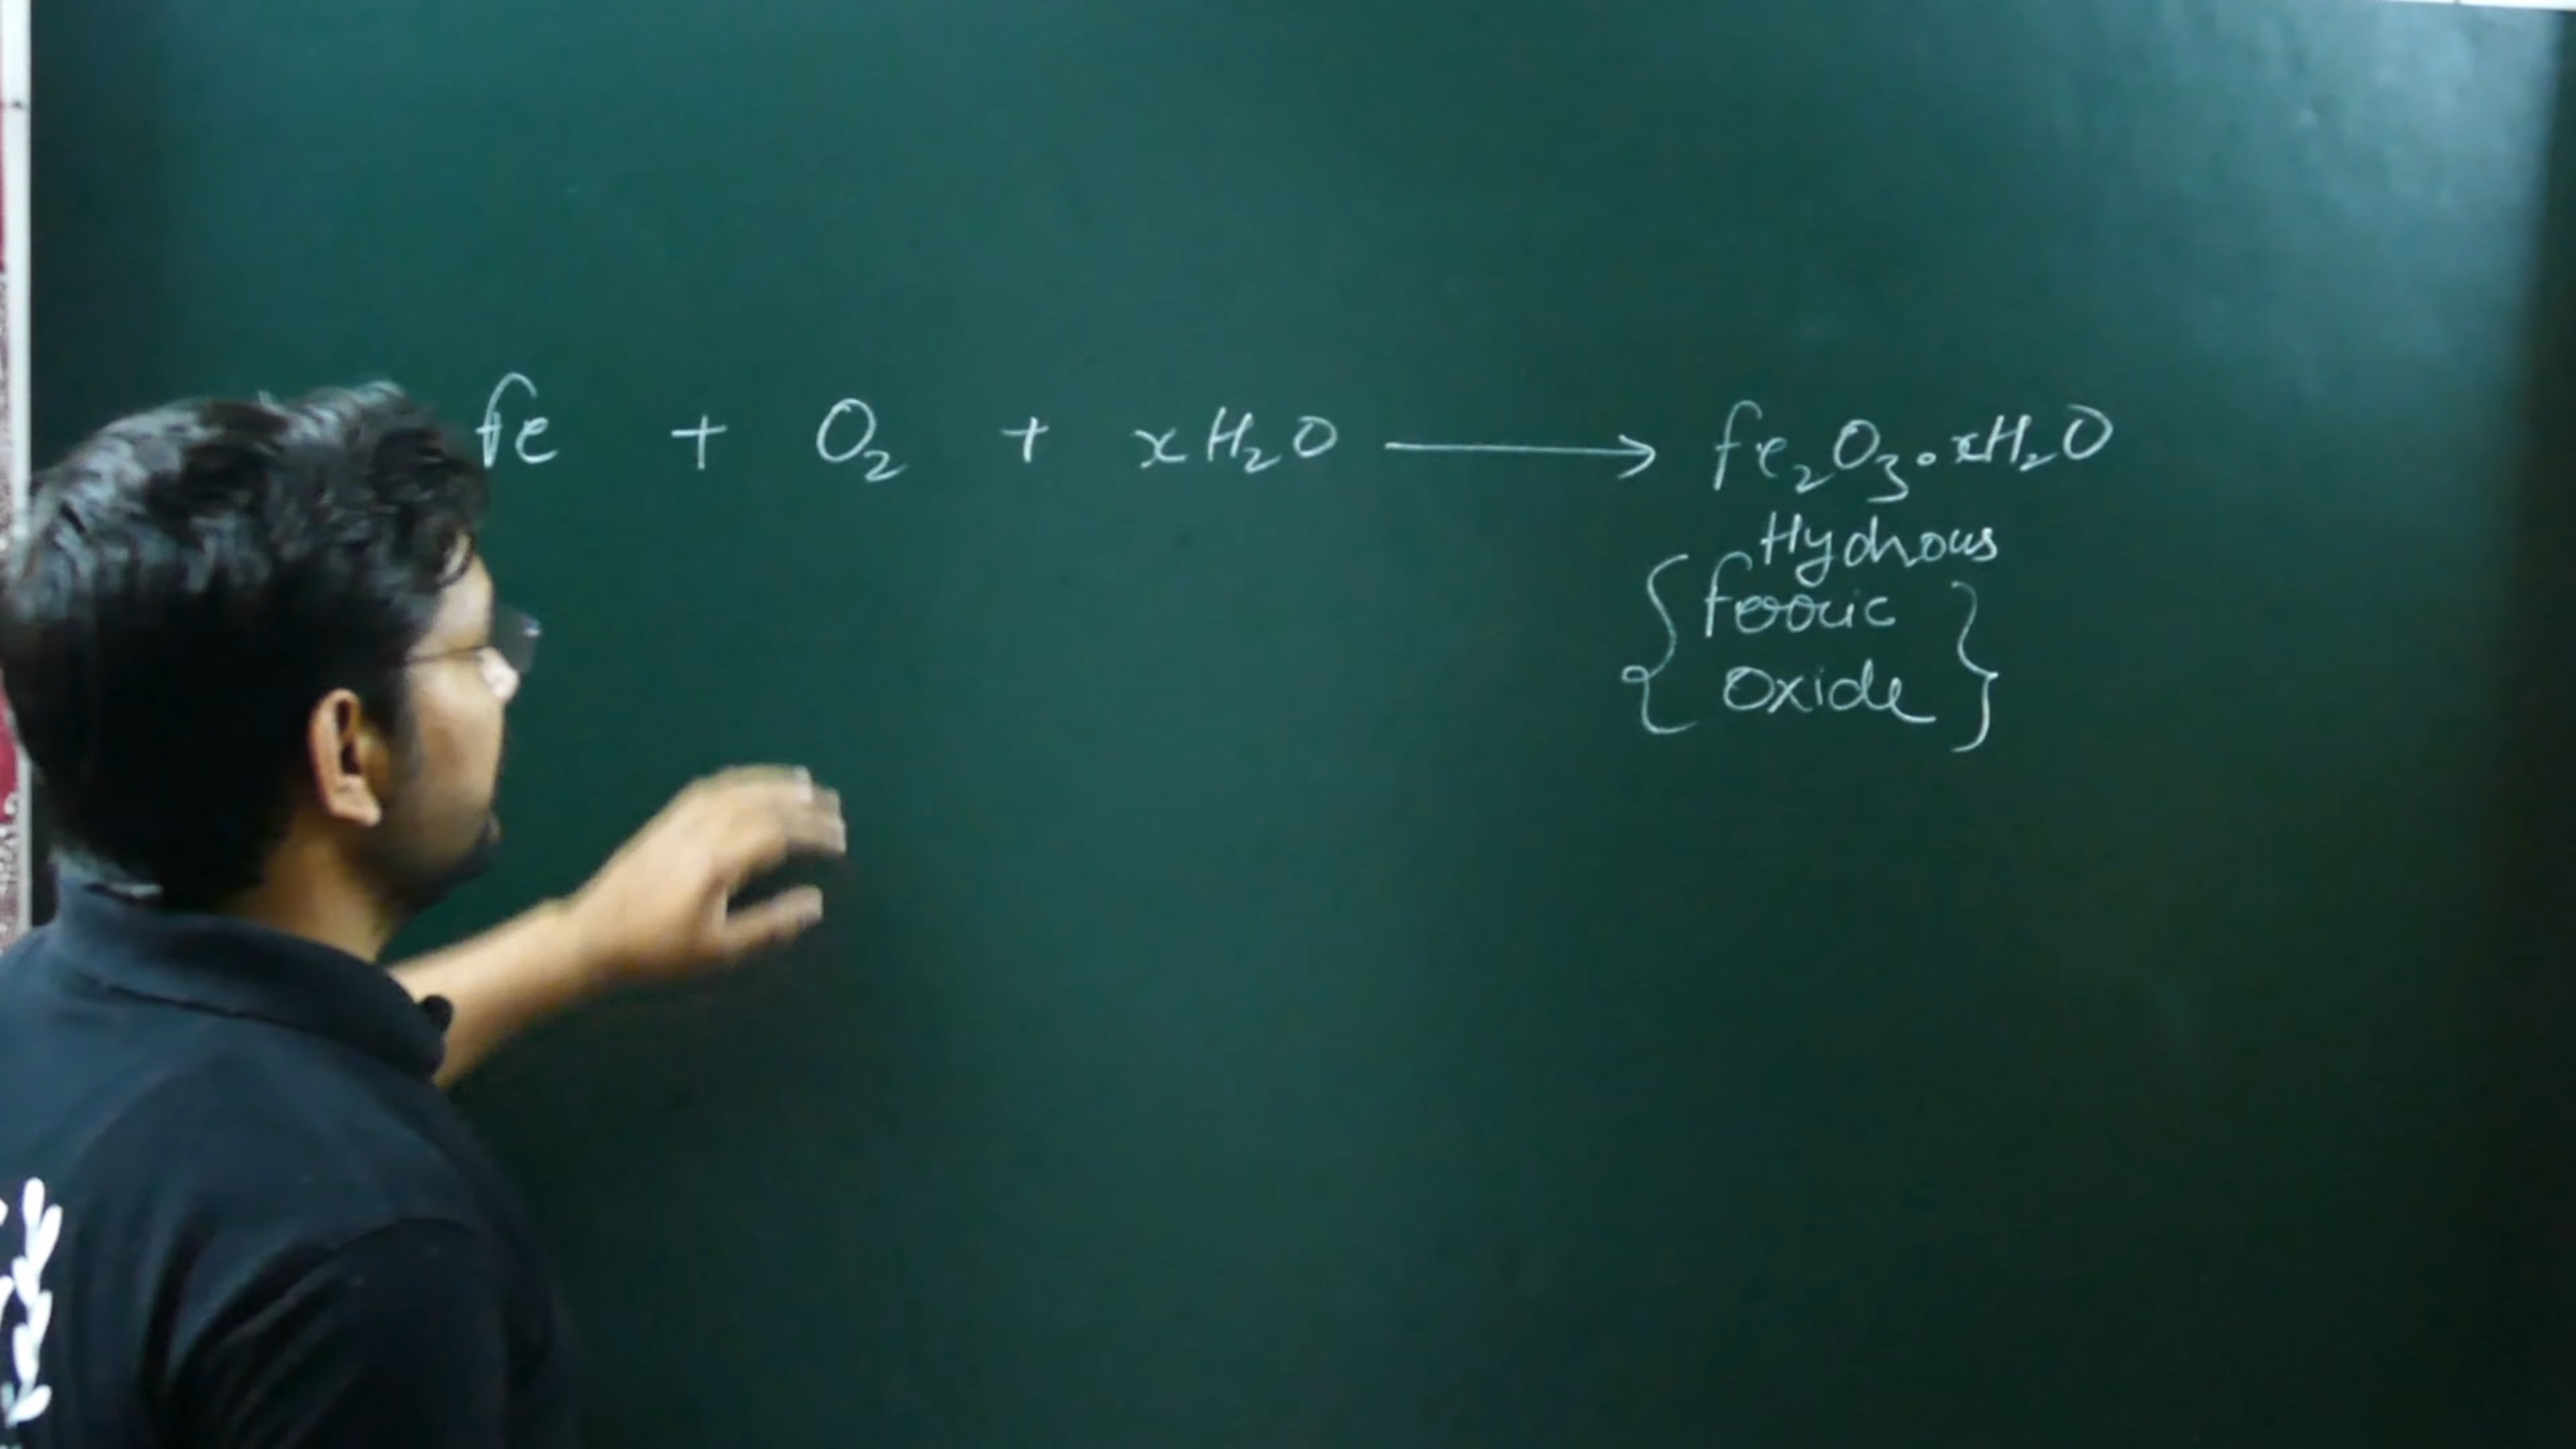 Fe + O₂ + xH₂O ⟶ Fe₂O₃·xH₂O
Hydrous
{ Ferric
Oxide }